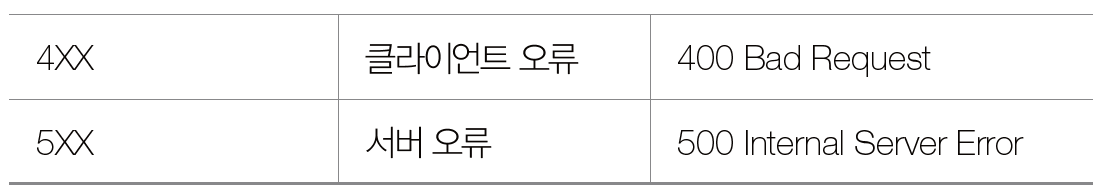 4XX 클라이언트 오류 400 Bad Request
5XX 서버 오류 500 Internal Server Error